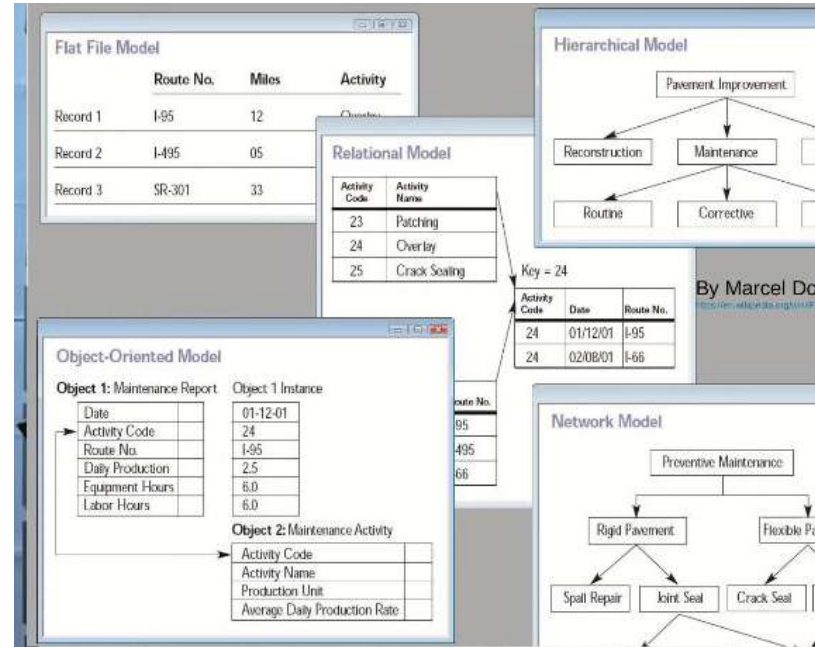 Flat File Model
Route No. Miles Activity
Record 1 I-95 12 Overlay
Record 2 I-495 05
Record 3 SR-301 33
Relational Model
Activity Code Activity Name
23 Patching
24 Overlay
25 Crack Sealing
Key = 24
Activity Code Date Route No.
24 01/12/01 I-95
24 02/08/01 I-66
oute No.
95
495
66
Hierarchical Model
Pavement Improvement
Reconstruction Maintenance
Routine Corrective
By Marcel Do
Object-Oriented Model
Object 1: Maintenance Report Object 1 Instance
Date 01-12-01
Activity Code 24
Route No. I-95
Daily Production 2.5
Equipment Hours 6.0
Labor Hours 6.0
Object 2: Maintenance Activity
Activity Code
Activity Name
Production Unit
Average Daily Production Rate
Network Model
Preventive Maintenance
Rigid Pavement Flexible Pa
Spall Repair Joint Seal Crack Seal